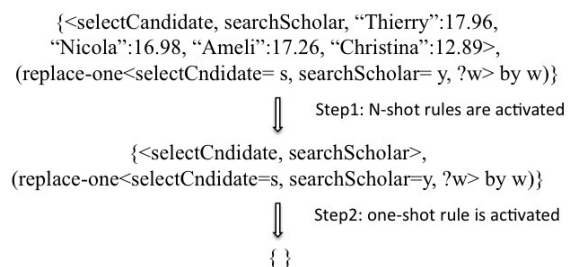 {<selectCandidate, searchScholar, “Thierry”:17.96,
“Nicola”:16.98, “Ameli”:17.26, “Christina”:12.89>,
(replace-one<selectCndidate= s, searchScholar= y, ?w> by w)}
Step1: N-shot rules are activated
{<selectCndidate, searchScholar>,
(replace-one<selectCndidate=s, searchScholar=y, ?w> by w)}
Step2: one-shot rule is activated
{ }